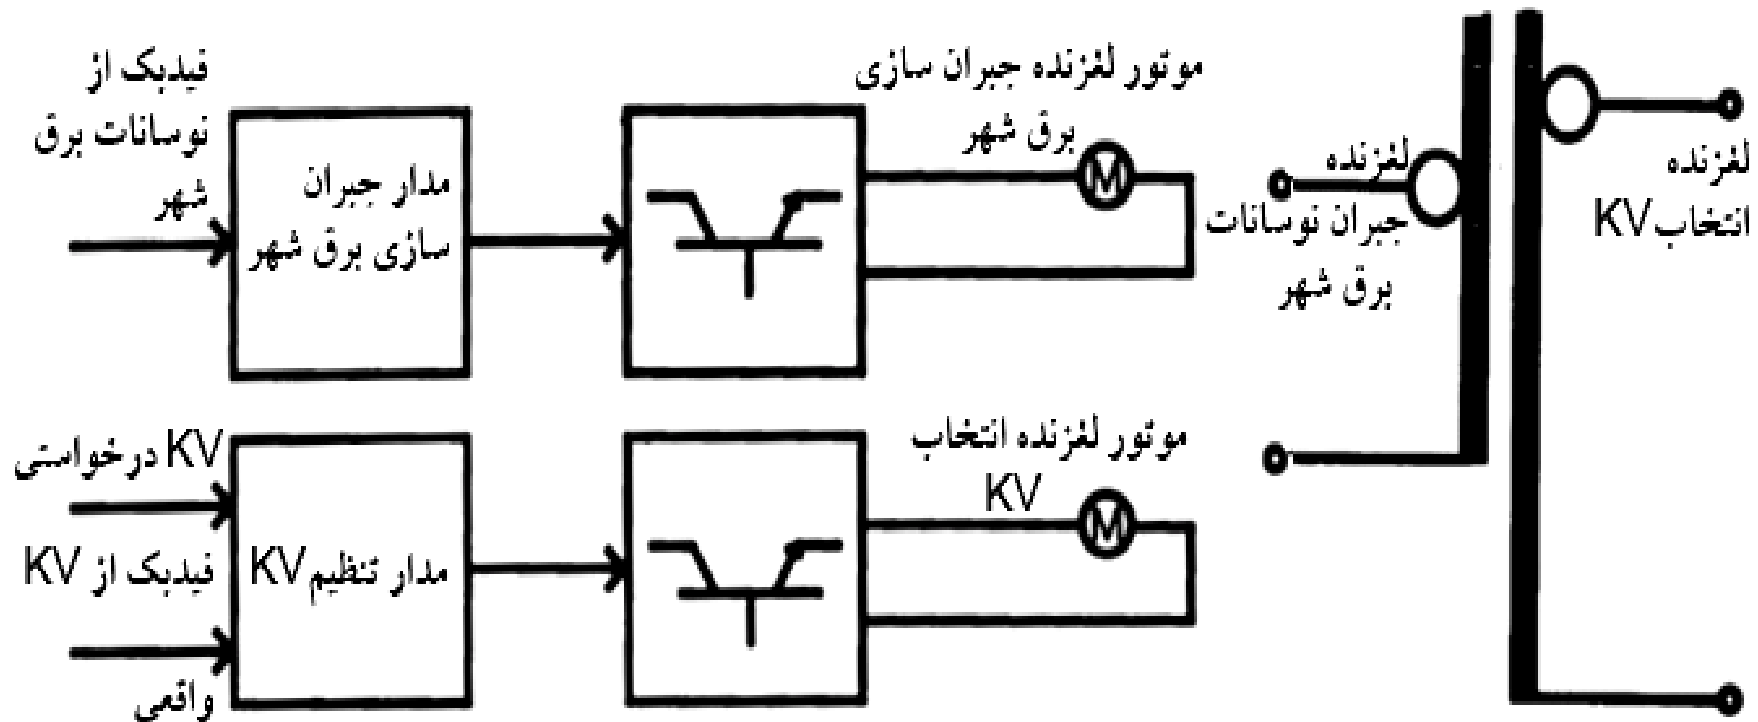 فیدبک از
نوسانات برق
شهر
مدار جبران
سازی برق شهر
موتور لغزنده جبران سازی
برق شهر
M
لغزنده
جبران نوسانات
برق شهر
لغزنده
انتخاب KV
KV درخواستی
فیدبک از KV
واقعی
مدار تنظیم KV
موتور لغزنده انتخاب
KV
M